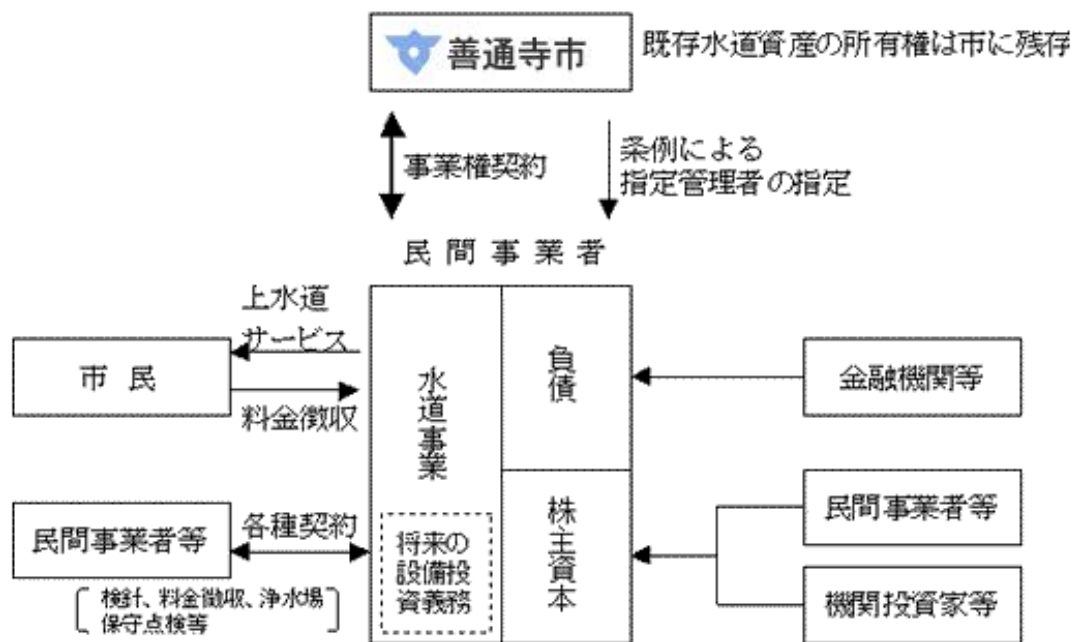 善通寺市
既存水道資産の所有権は市に残存
事業権契約
条例による
指定管理者の指定
民間事業者
上水道
サービス
市民
料金徴収
水道事業
負債
金融機関等
民間事業者等
各種契約
将来の
設備投
資義務
株主資本
民間事業者等
機関投資家等
検針、料金徴収、浄水場
保守点検等